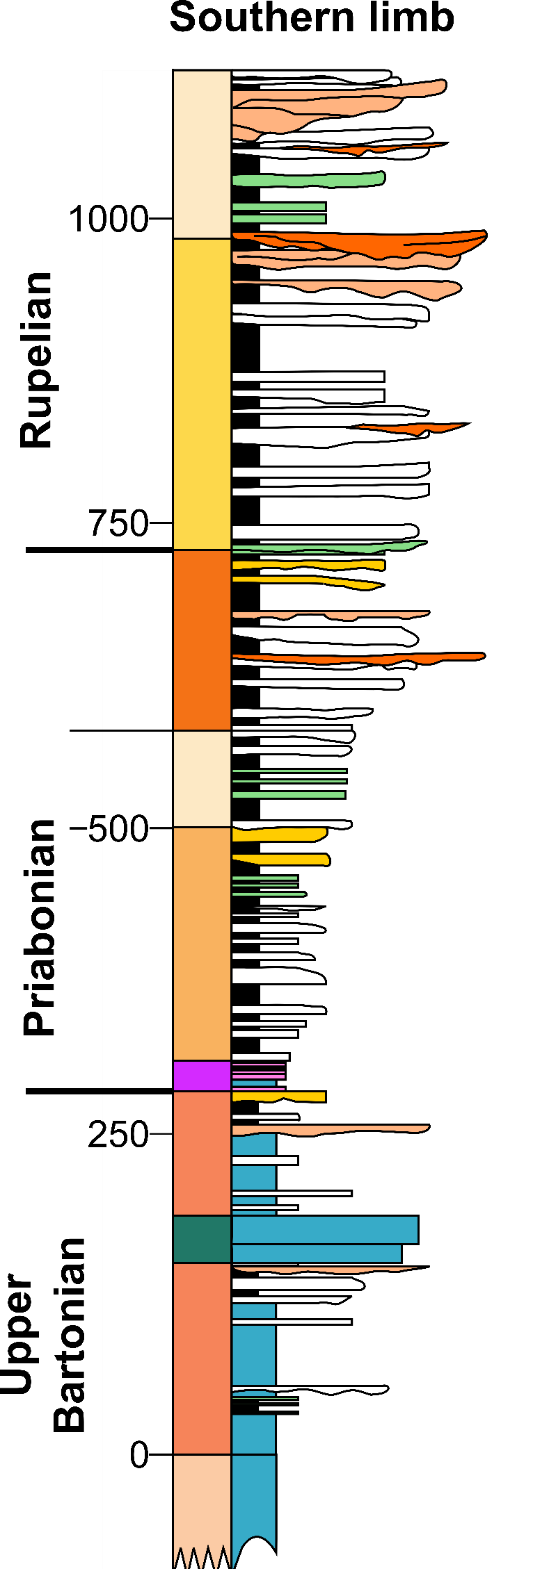 Southern limb
1000
Rupelian
750
–500
Priabonian
250
Upper
Bartonian
0